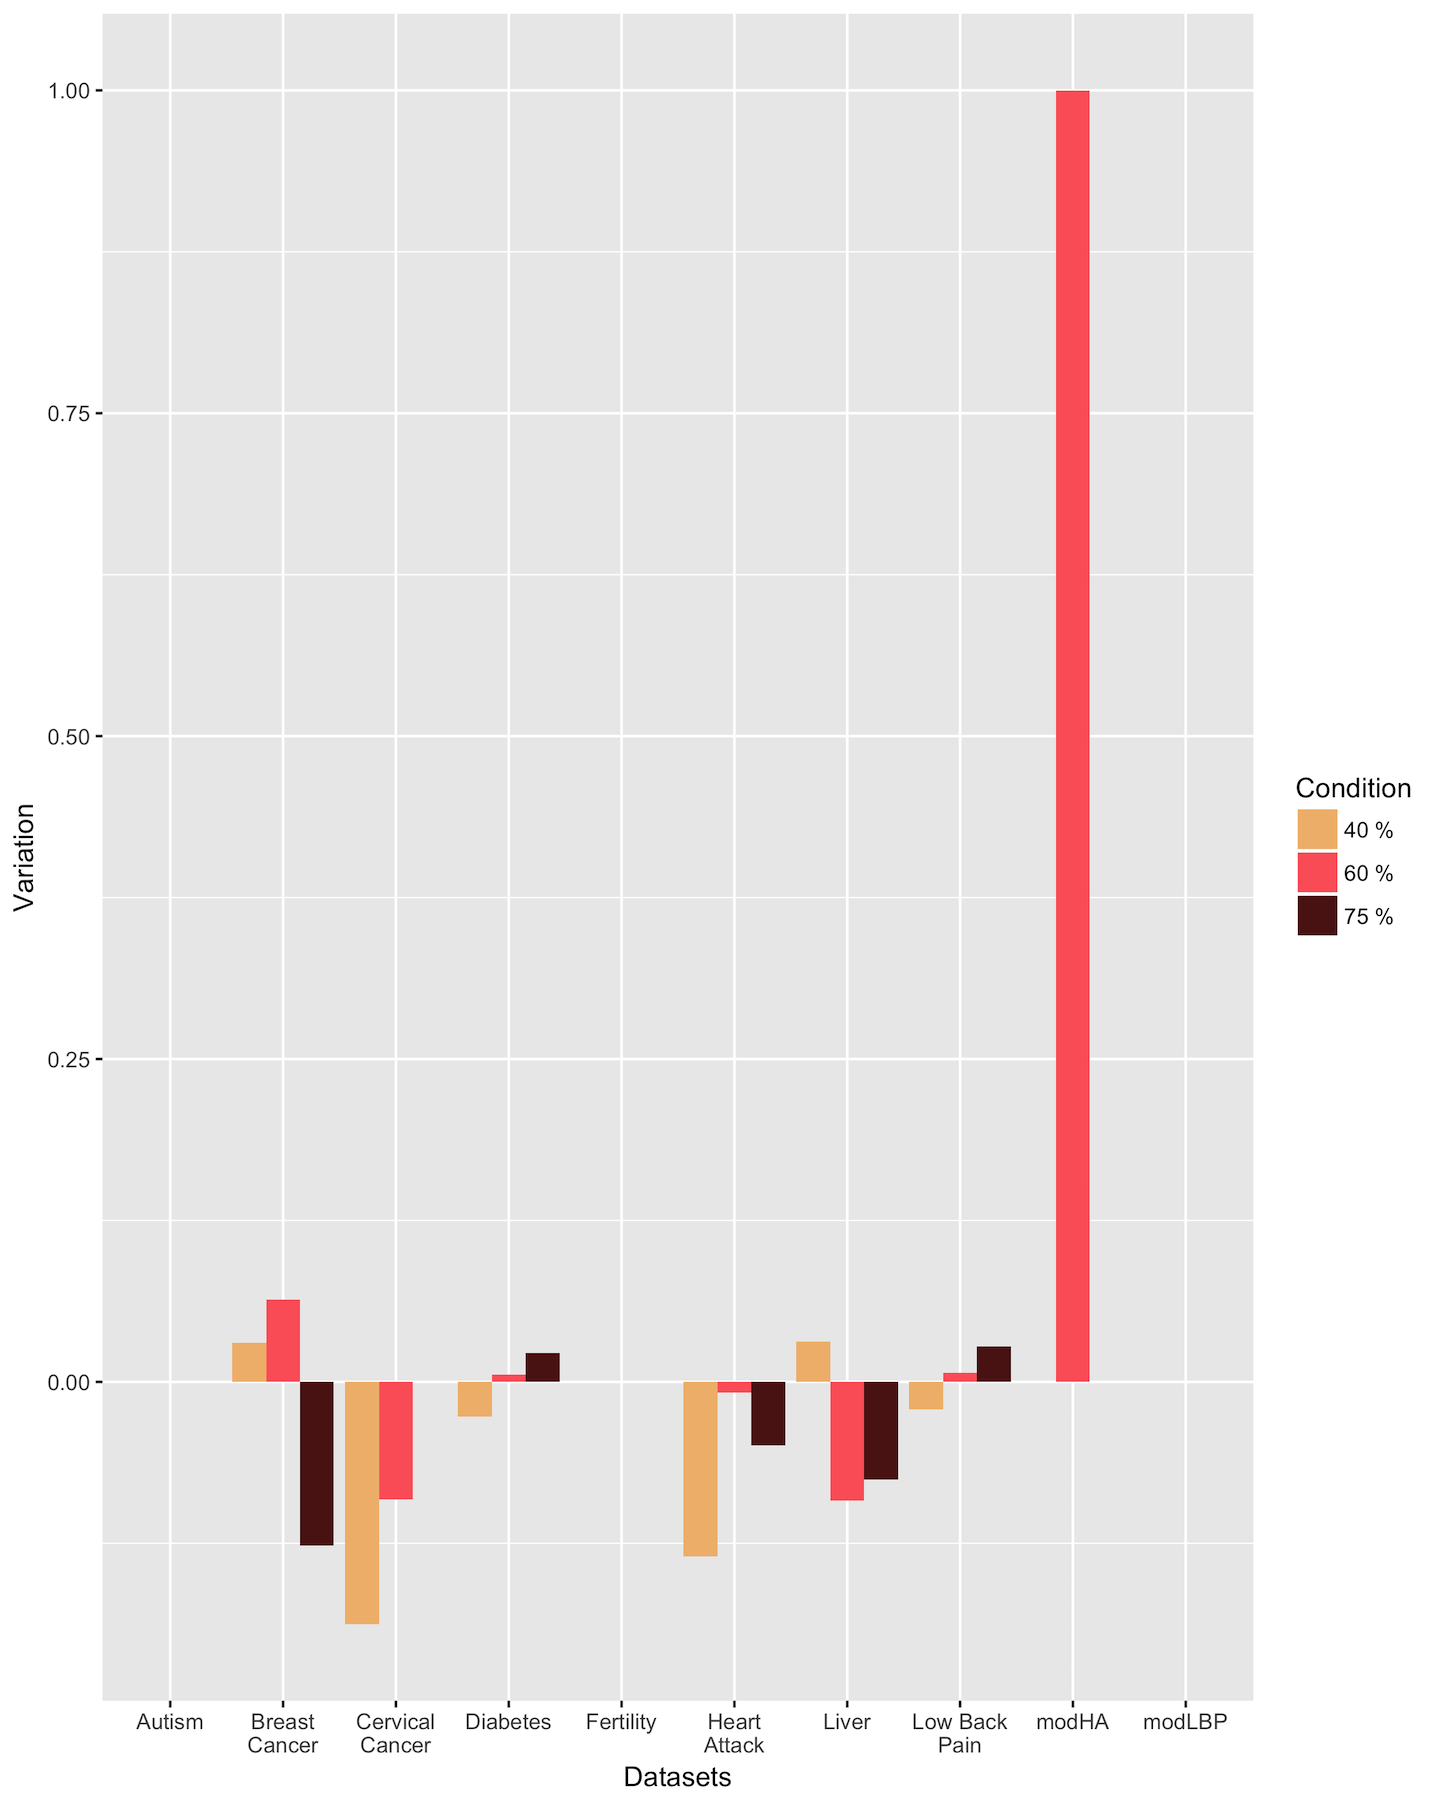 1.00
0.75
0.50
0.25
0.00
Variation
Autism
Breast
Cancer
Cervical
Cancer
Diabetes
Fertility
Heart
Attack
Liver
Low Back
Pain
modHA
modLBP
Datasets
Condition
40 %
60 %
75 %